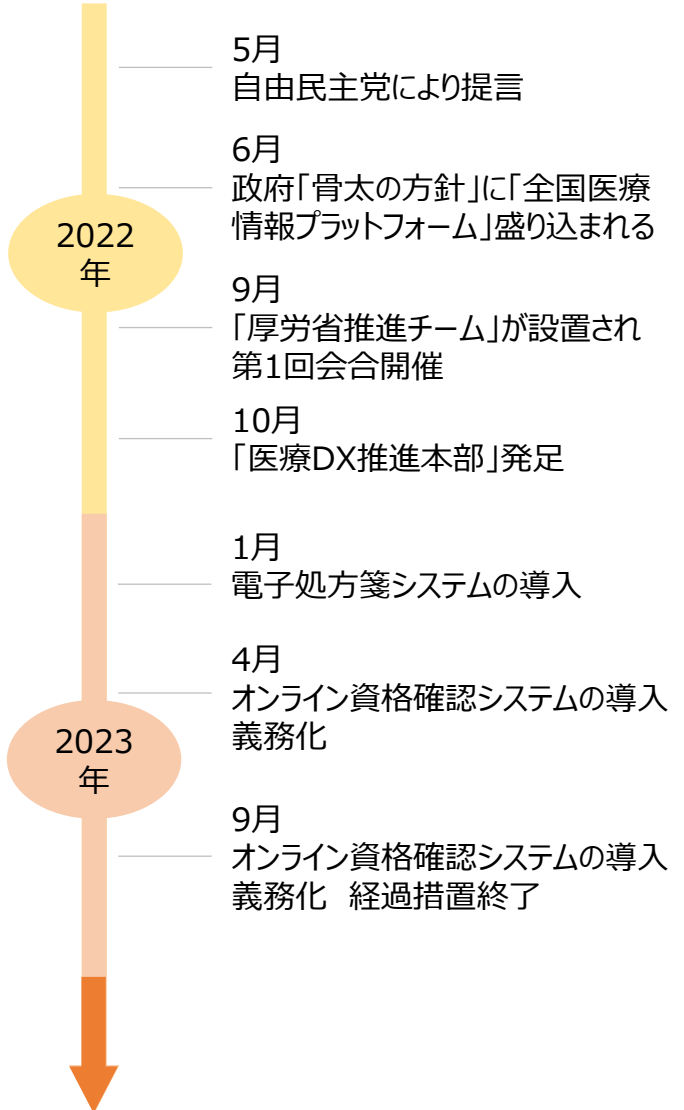 5月
自由民主党により提言
6月
政府「骨太の方針」に「全国医療
情報プラットフォーム」盛り込まれる
2022
年
9月
「厚労省推進チーム」が設置され
第1回会合開催
10月
「医療DX推進本部」発足
1月
電子処方箋システムの導入
4月
オンライン資格確認システムの導入
義務化
2023
年
9月
オンライン資格確認システムの導入
義務化　経過措置終了